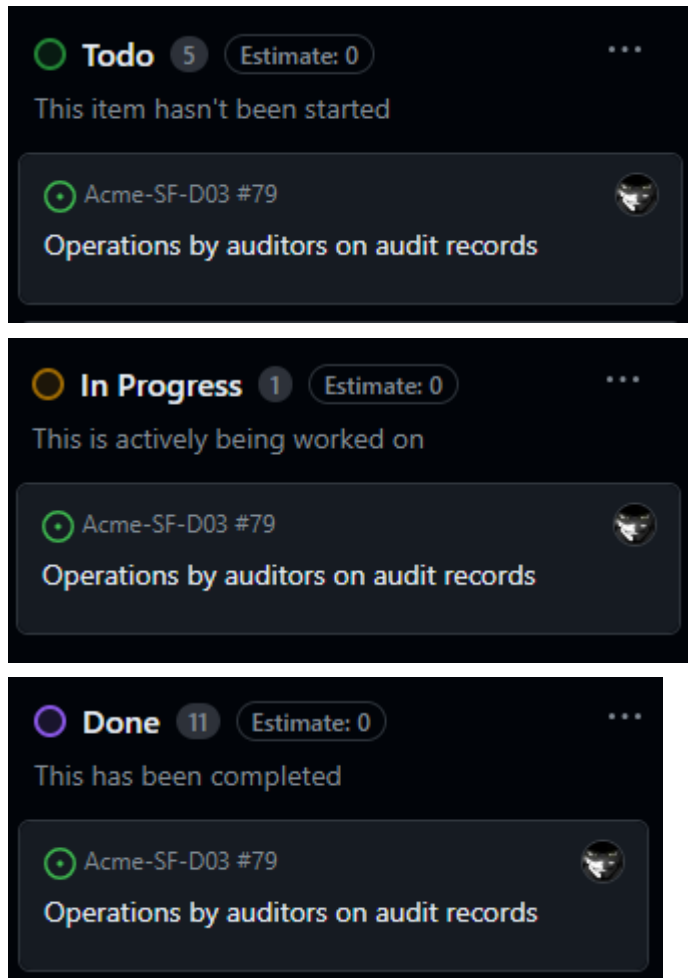 Todo 5 Estimate: 0
This item hasn't been started
Acme-SF-D03 #79
Operations by auditors on audit records
In Progress 1 Estimate: 0
This is actively being worked on
Acme-SF-D03 #79
Operations by auditors on audit records
Done 11 Estimate: 0
This has been completed
Acme-SF-D03 #79
Operations by auditors on audit records